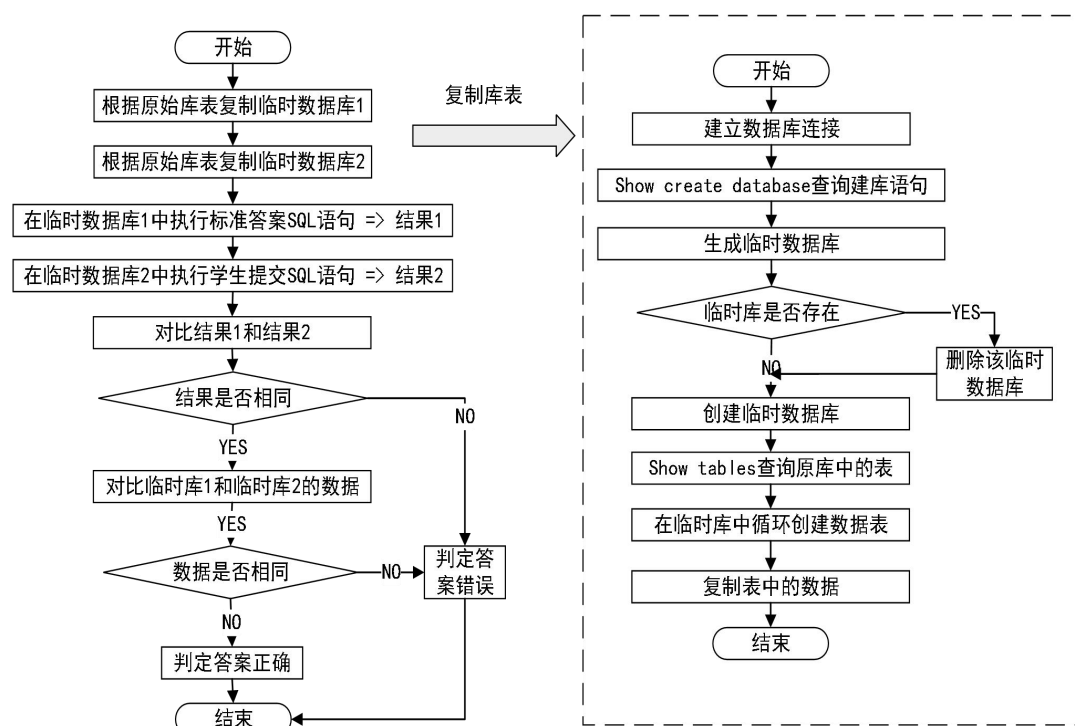 开始
根据原始库表复制临时数据库1
根据原始库表复制临时数据库2
在临时数据库1中执行标准答案SQL语句 => 结果1
在临时数据库2中执行学生提交SQL语句 => 结果2
对比结果1和结果2
结果是否相同
NO
YES
对比临时库1和临时库2的数据
YES
数据是否相同
NO
判定答
案错误
NO
判定答案正确
结束
复制库表
开始
建立数据库连接
Show create database查询建库语句
生成临时数据库
临时库是否存在
YES
删除该临时
数据库
NO
创建临时数据库
Show tables查询原库中的表
在临时库中循环创建数据表
复制表中的数据
结束